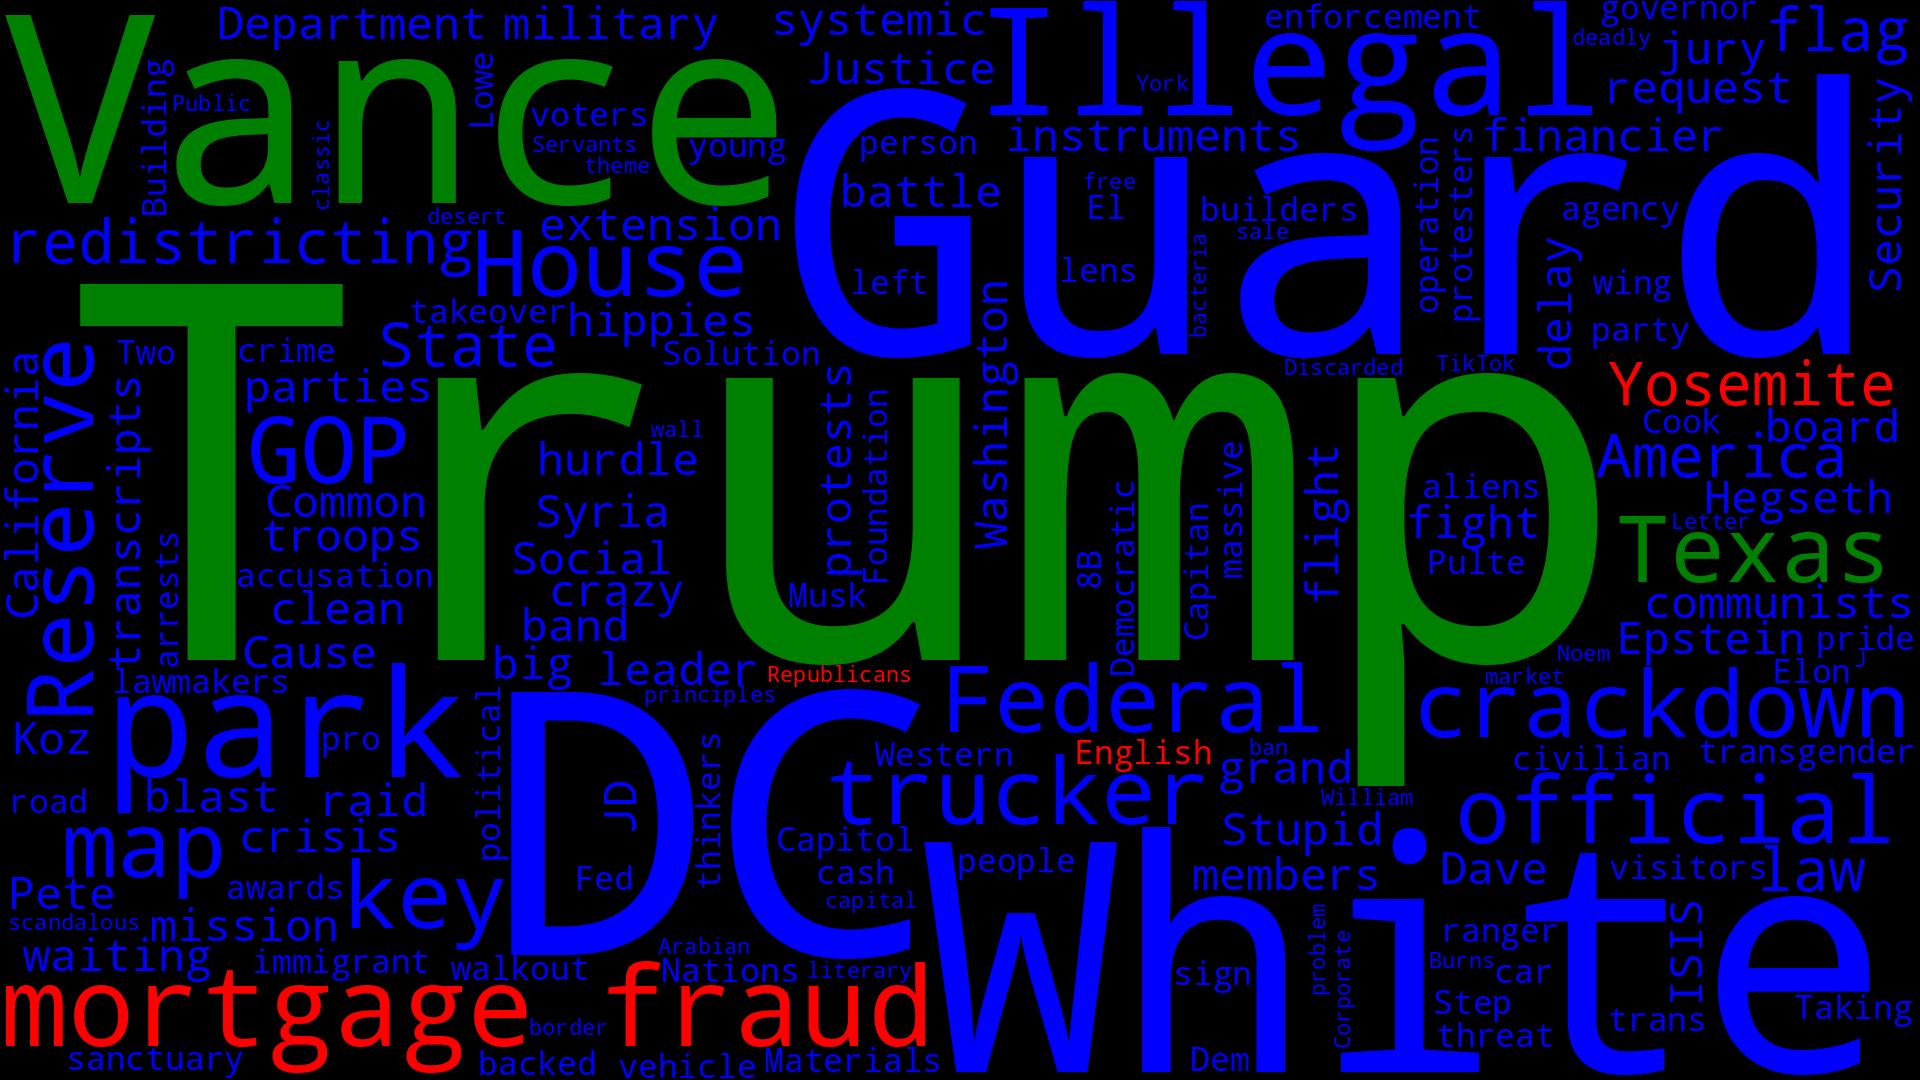 Vance
Department military
systemic
Illegal
enforcement
governor
deadly
jury
flag
Building
Public
classic
Lowe
voters
Servants
theme
young
Justice
York
request
Guard
person
instruments
financier
Security
battle
free
El
builders
sale
operation
protesters
agency
redistricting
desert
House
extension
left
lens
bacteria
delay
wing
party
takeover
hippies
State
Solution
Washington
Discarded
TikTok
Trump
Two
crime
parties
GOP
California
Reserve
transcripts
arrests
Common
troops
accusation
clean
Cause
wall
hurdle
Syria
Social
crazy
band
big leader
protests
Foundation
Musk
8B
Democratic
Capitan
massive
flight
aliens
fight
Pulte
Yosemite
Cook
board
America
Hegseth
Letter
Texas
communists
Epstein
pride
Noem
Elon
j
market
lawmakers
park
pro
Koz
road
blast
raid
map
crisis
political
principles
Republicans
Federal
crackdown
DC
JD
Fed
thinkers
Western
English
ban
grand
civilian
transgender
trucker
William
official
Capitol
cash
capital
people
Stupid
members
Dave
visitors
law
Pete
awards
key
scandalous
mission
waiting
immigrant
walkout
Arabian
Nations
literary
White
sign
problem
Corporate
ranger
Burns
car
ISIS
Step
threat
trans
Taking
mortgage fraud
border
sanctuary
backed
vehicle
Materials
Dem